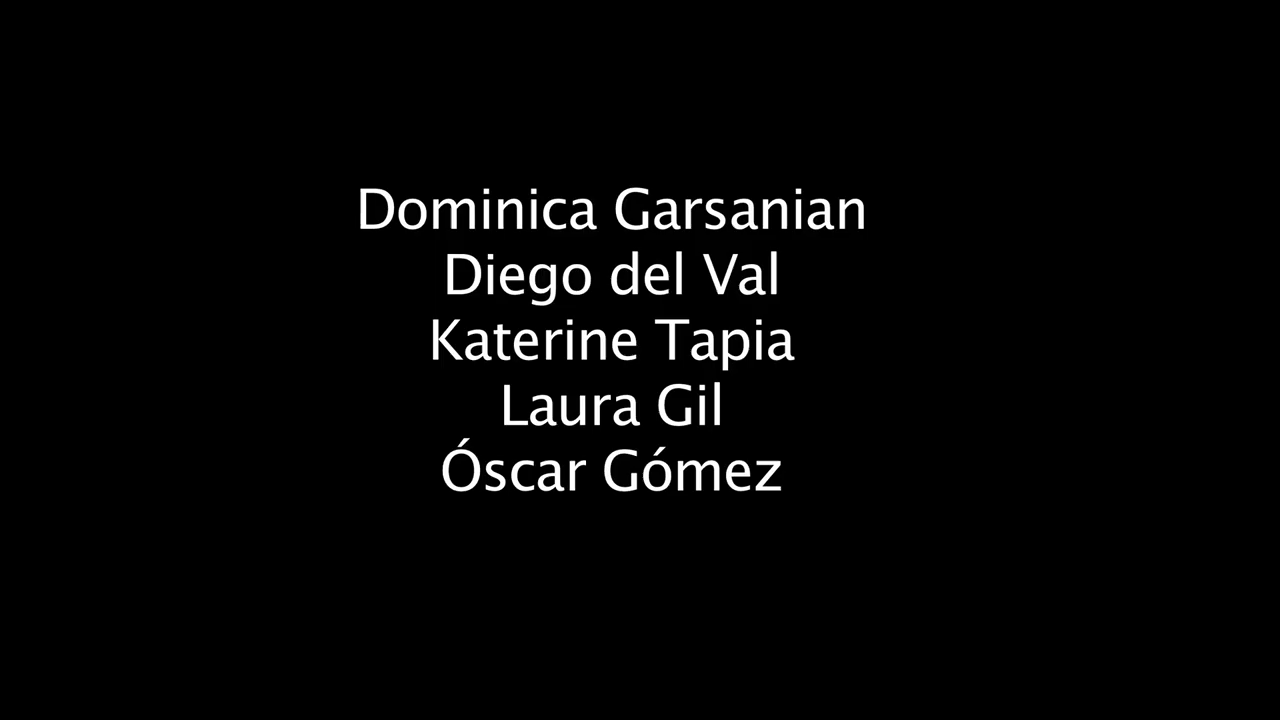 Dominica Garsanian
Diego del Val
Katerine Tapia
Laura Gil
Óscar Gómez